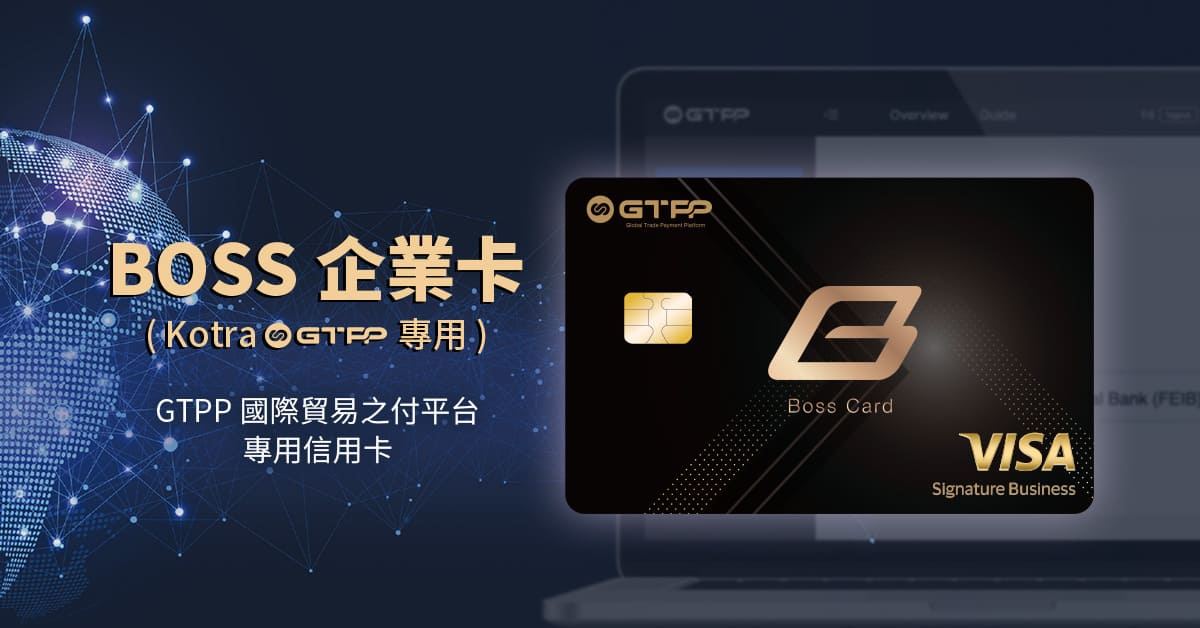 BOSS 企業卡
( Kotra GTPP 專用 )
GTPP 國際貿易之付平台
專用信用卡
GTPP
Overview
Guide
GTPP
Global Trade Payment Platform
Boss Card
VISA
Signature Business
al Bank (FEIB)